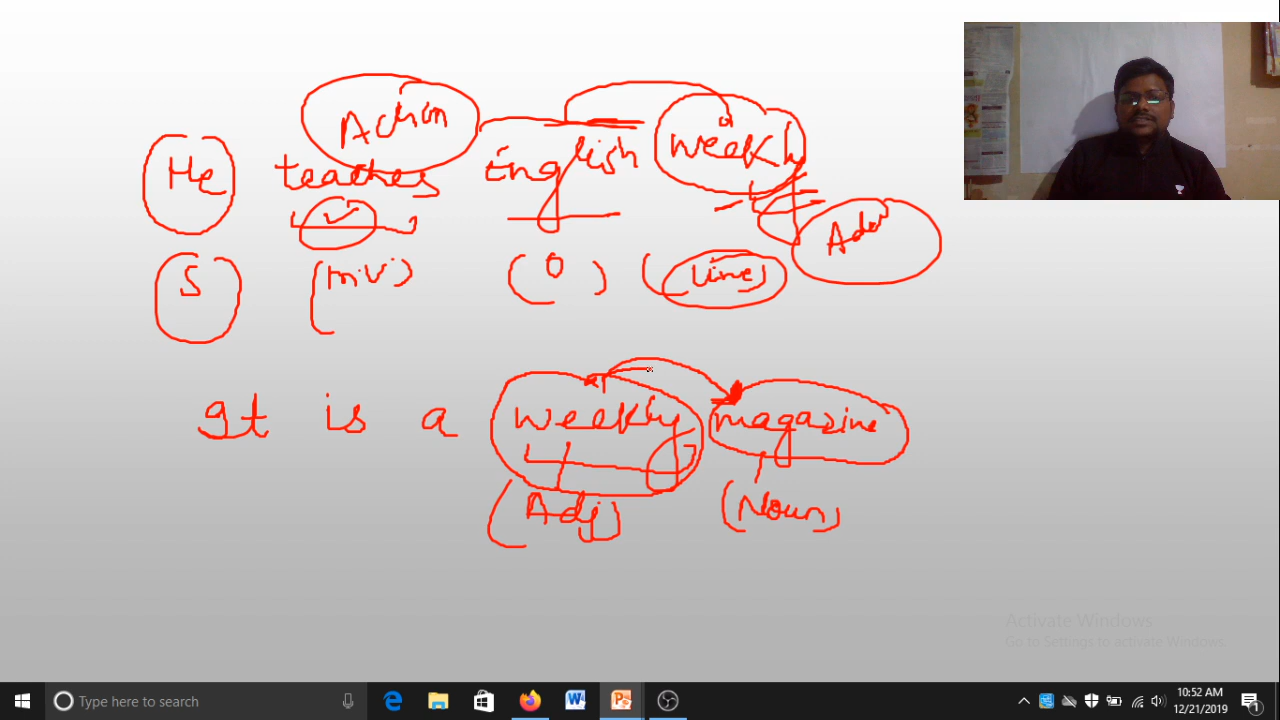 Action
He teaches English weekly
v
Adv
S (m.v) (O) (time)
It is a weekly magazine
(Adj) (Noun)
Activate Windows
Go to Settings to activate Windows
Type here to search
10:52 AM
12/21/2019